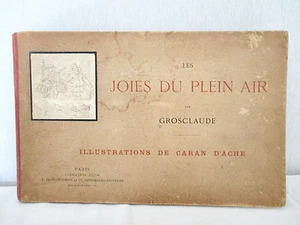 LES
JOIES DU PLEIN AIR
PAR
GROSCLAUDE
ILLUSTRATIONS DE CARAN D'ACHE
PARIS